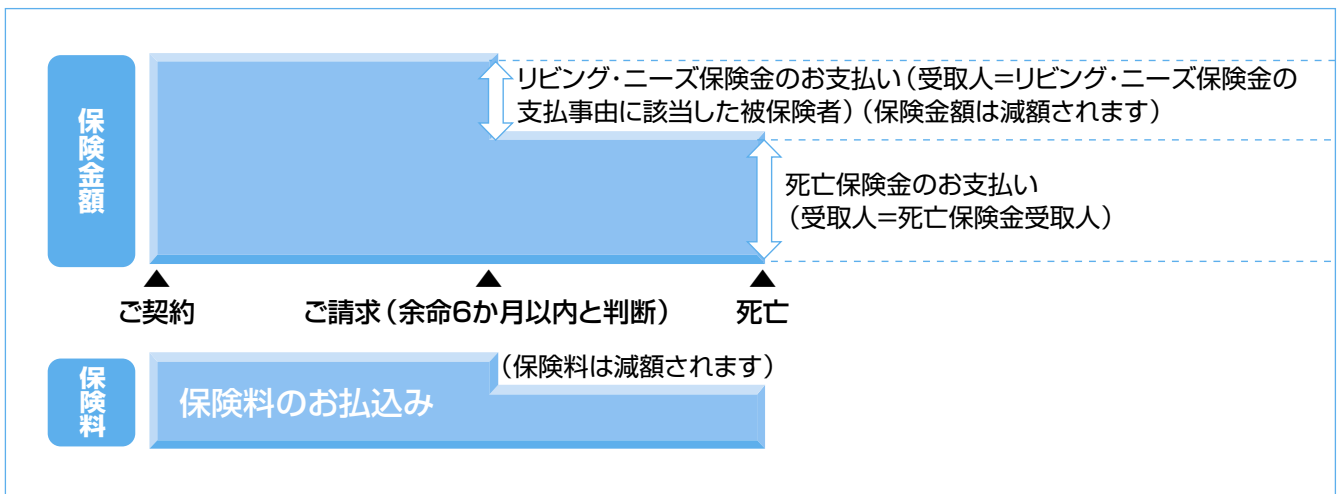 保険金額
リビング・ニーズ保険金のお支払い（受取人＝リビング・ニーズ保険金の
支払事由に該当した被保険者）（保険金額は減額されます）
死亡保険金のお支払い
（受取人＝死亡保険金受取人）
▲ ▲ ▲
ご契約 ご請求（余命6か月以内と判断） 死亡
保険料
（保険料は減額されます）
保険料のお払込み